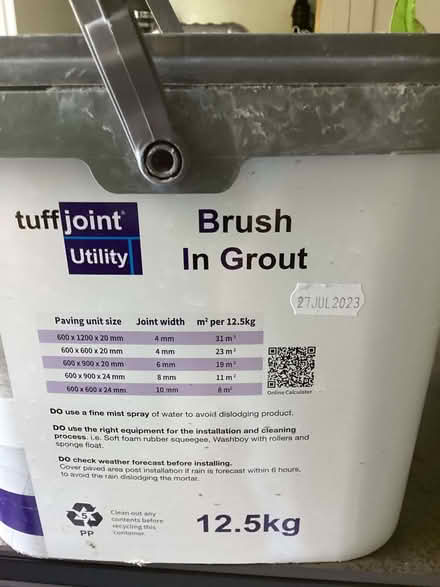 tuffjoint®
Utility
Brush
In Grout
27JUL2023
Paving unit size Joint width m² per 12.5kg
600 x 1200 x 20 mm 4 mm 31 m²
600 x 600 x 20 mm 4 mm 23 m²
600 x 900 x 20 mm 6 mm 19 m²
600 x 900 x 24 mm 8 mm 11 m²
600 x 600 x 24 mm 10 mm 8 m²
Online Calculator
DO use a fine mist spray of water to avoid dislodging product.
DO use the right equipment for the installation and cleaning
process. i.e. Soft foam rubber squeegee, Washboy with rollers and
sponge float.
DO check weather forecast before installing.
Cover paved area post installation if rain is forecast within 6 hours,
to avoid the rain dislodging the mortar.
5
PP
Clean out any
contents before
recycling this
container.
12.5kg